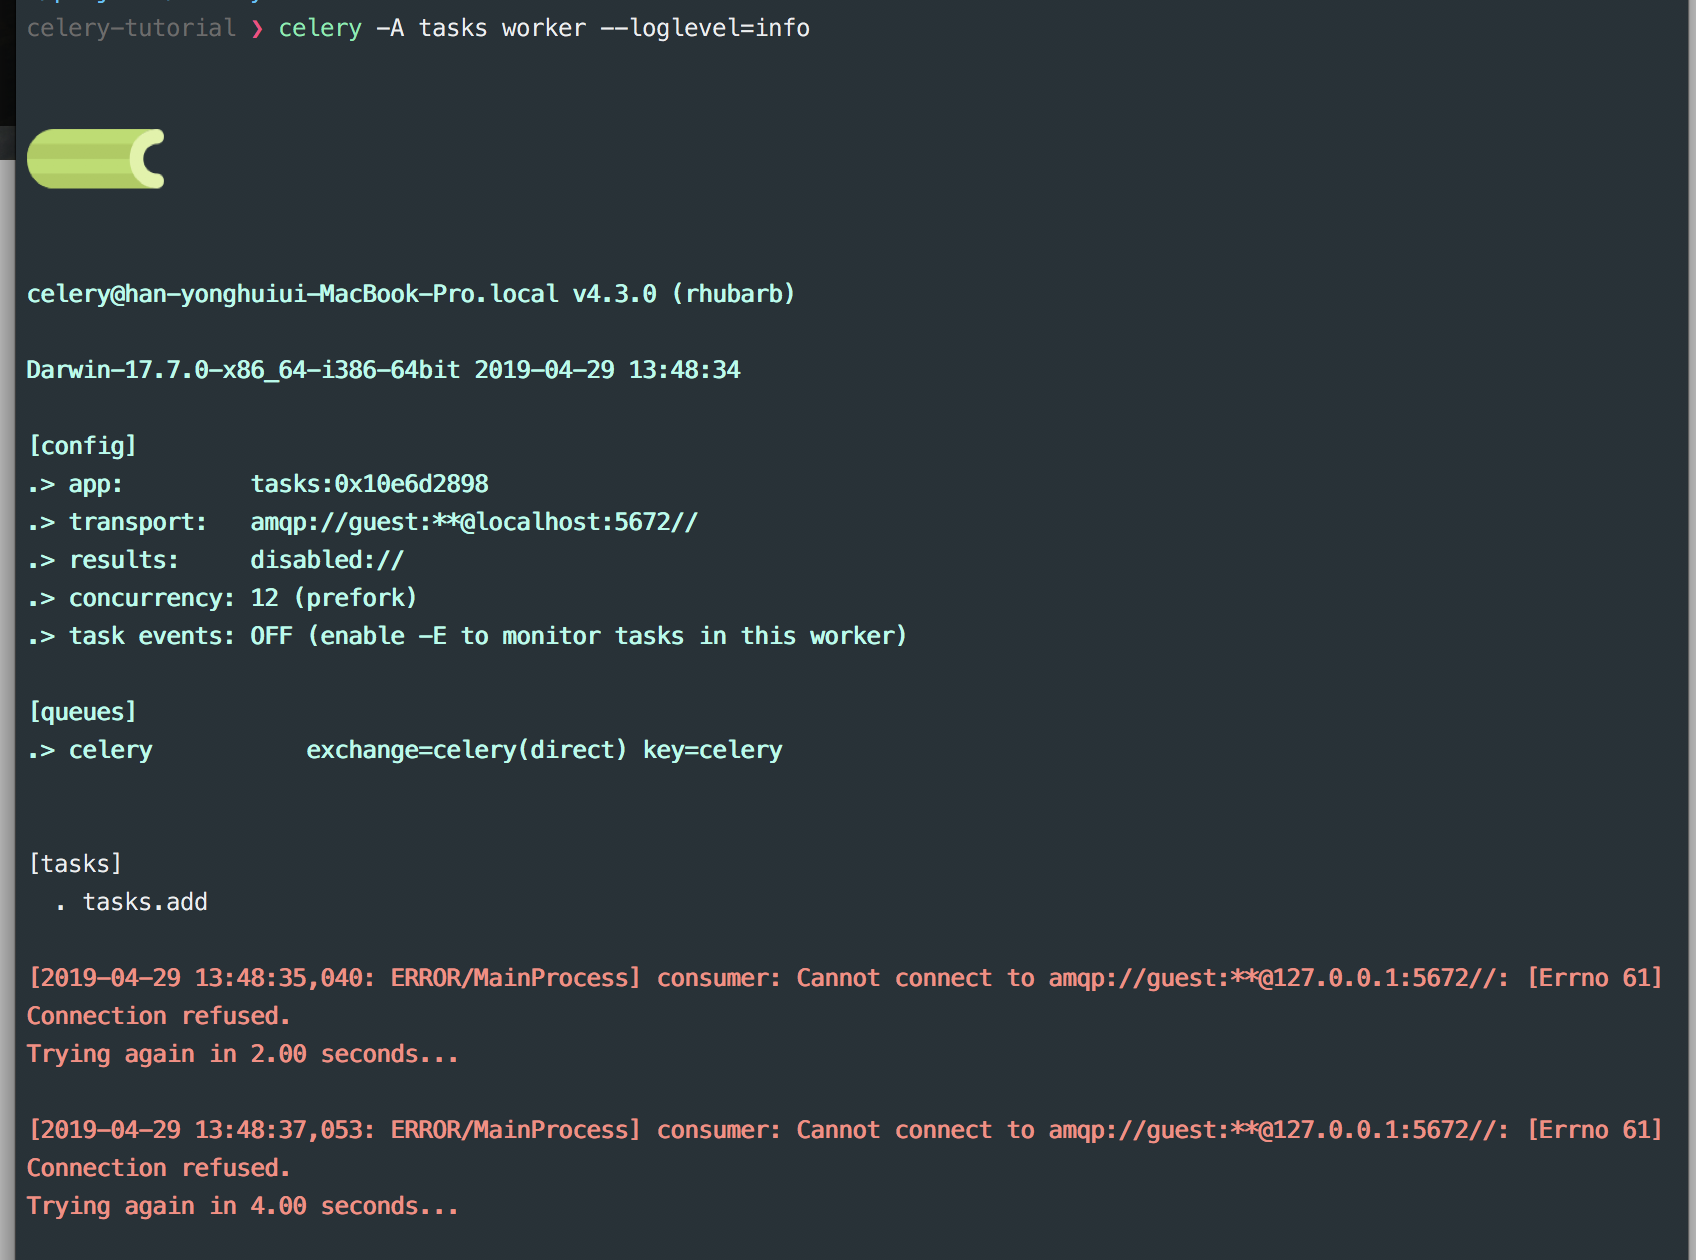 celery-tutorial ❯ celery -A tasks worker --loglevel=info
celery@han-yonghuiui-MacBook-Pro.local v4.3.0 (rhubarb)
Darwin-17.7.0-x86_64-i386-64bit 2019-04-29 13:48:34
[config]
.> app:         tasks:0x10e6d2898
.> transport:   amqp://guest:**@localhost:5672//
.> results:     disabled://
.> concurrency: 12 (prefork)
.> task events: OFF (enable -E to monitor tasks in this worker)
[queues]
.> celery           exchange=celery(direct) key=celery
[tasks]
  . tasks.add
[2019-04-29 13:48:35,040: ERROR/MainProcess] consumer: Cannot connect to amqp://guest:**@127.0.0.1:5672//: [Errno 61]
Connection refused.
Trying again in 2.00 seconds...
[2019-04-29 13:48:37,053: ERROR/MainProcess] consumer: Cannot connect to amqp://guest:**@127.0.0.1:5672//: [Errno 61]
Connection refused.
Trying again in 4.00 seconds...